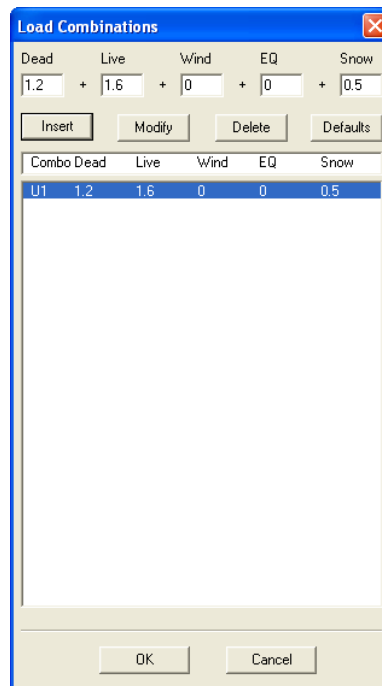 Load Combinations
Dead Live Wind EQ Snow
1.2 + 1.6 + 0 + 0 + 0.5
Insert Modify Delete Defaults
Combo Dead Live Wind EQ Snow
U1 1.2 1.6 0 0 0.5
OK Cancel